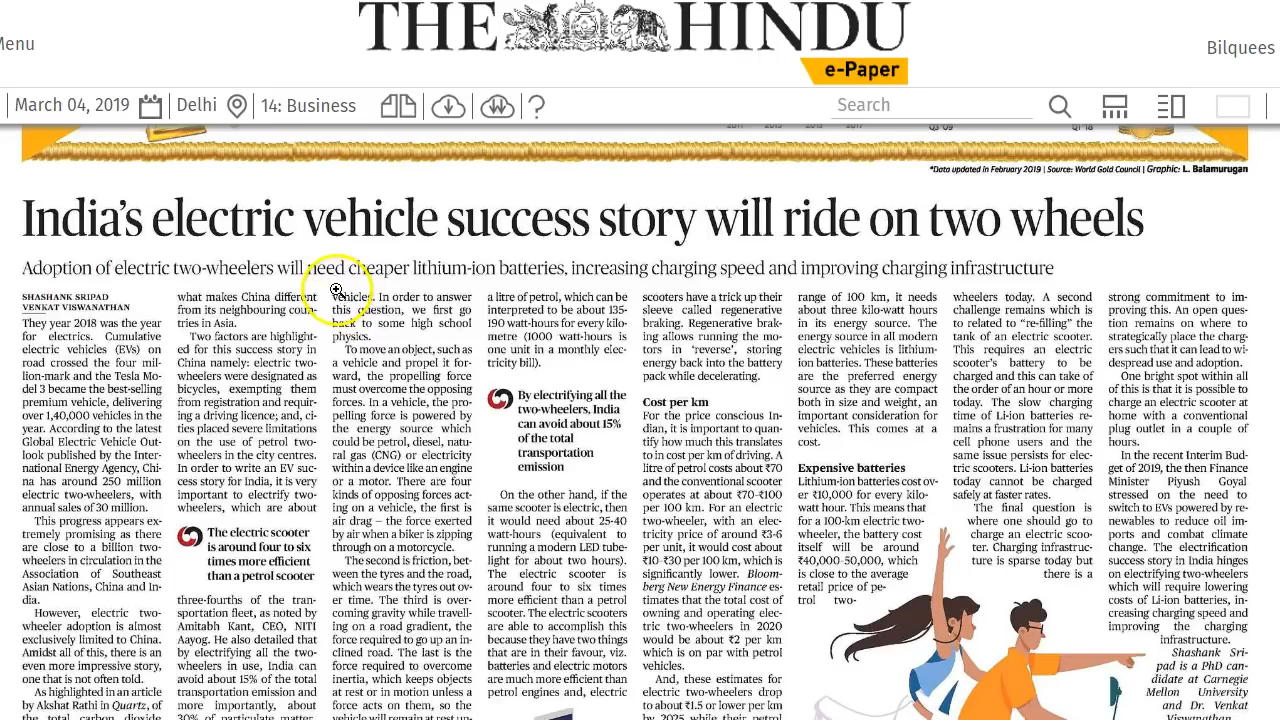 THE HINDU
e-Paper
Menu
Bilquees
March 04, 2019
Delhi
14: Business
?
Search
*Data updated in February 2019 | Source: World Gold Council | Graphic: L. Balamurugan
India's electric vehicle success story will ride on two wheels
Adoption of electric two-wheelers will need cheaper lithium-ion batteries, increasing charging speed and improving charging infrastructure
SHASHANK SRIPAD
VENKAT VISWANATHAN
They year 2018 was the year
for electrics. Cumulative
electric vehicles (EVs) on
road crossed the four mil-
lion-mark and the Tesla Mo-
del 3 became the best-selling
premium vehicle, delivering
over 1,40,000 vehicles in the
year. According to the latest
Global Electric Vehicle Out-
look published by the Inter-
national Energy Agency, Chi-
na has around 250 million
electric two-wheelers, with
annual sales of 30 million.
This progress appears ex-
tremely promising as there
are close to a billion two-
wheelers in circulation in the
Association of Southeast
Asian Nations, China and In-
dia.
However, electric two-
wheeler adoption is almost
exclusively limited to China.
Amidst all of this, there is an
even more impressive story,
one that is not often told.
As highlighted in an article
by Akshat Rathi in Quartz, of
the total carbon dioxide
what makes China different
from its neighbouring coun-
tries in Asia.
Two factors are highlight-
ed for this success story in
China namely: electric two-
wheelers were designated as
bicycles, exempting them
from registration and requir-
ing a driving licence; and, ci-
ties placed severe limitations
on the use of petrol two-
wheelers in the city centres.
In order to write an EV suc-
cess story for India, it is very
important to electrify two-
wheelers, which are about
The electric scooter
is around four to six
times more efficient
than a petrol scooter
three-fourths of the tran-
sportation fleet, as noted by
Amitabh Kant, CEO, NITI
Aayog. He also detailed that
by electrifying all the two-
wheelers in use, India can
avoid about 15% of the total
transportation emission and
more importantly, about
30% of particulate matter
vehicles. In order to answer
this question, we first go
back to some high school
physics.
To move an object, such as
a vehicle and propel it for-
ward, the propelling force
must overcome the opposing
forces. In a vehicle, the pro-
pelling force is powered by
the energy source which
could be petrol, diesel, natu-
ral gas (CNG) or electricity
within a device like an engine
or a motor. There are four
kinds of opposing forces act-
ing on a vehicle, the first is
air drag – the force exerted
by air when a biker is zipping
through on a motorcycle.
The second is friction, bet-
ween the tyres and the road,
which wears the tyres out ov-
er time. The third is over-
coming gravity while travell-
ing on a road gradient, the
force required to go up an in-
clined road. The last is the
force required to overcome
inertia, which keeps objects
at rest or in motion unless a
force acts on them, so the
vehicle will remain at rest un-
a litre of petrol, which can be
interpreted to be about 135-
190 watt-hours for every kilo-
metre (1000 watt-hours is
one unit in a monthly elec-
tricity bill).
By electrifying all the
two-wheelers, India
can avoid about 15%
of the total
transportation
emission
On the other hand, if the
same scooter is electric, then
it would need about 25-40
watt-hours (equivalent to
running a modern LED tube-
light for about two hours).
The electric scooter is
around four to six times
more efficient than a petrol
scooter. The electric scooters
are able to accomplish this
because they have two things
that are in their favour, viz.
batteries and electric motors
are much more efficient than
petrol engines and, electric
scooters have a trick up their
sleeve called regenerative
braking. Regenerative brak-
ing allows running the mo-
tors in 'reverse', storing
energy back into the battery
pack while decelerating.
Cost per km
For the price conscious In-
dian, it is important to quan-
tify how much this translates
to in cost per km of driving. A
litre of petrol costs about ₹70
and the conventional scooter
operates at about ₹70-₹100
per 100 km. For an electric
two-wheeler, with an elec-
tricity price of around ₹3-6
per unit, it would cost about
₹10-₹30 per 100 km, which is
significantly lower. Bloom-
berg New Energy Finance es-
timates that the total cost of
owning and operating elec-
tric two-wheelers in 2020
would be about ₹2 per km
which is on par with petrol
vehicles.
And, these estimates for
electric two-wheelers drop
to about ₹1.5 or lower per km
by 2025 while their petrol
range of 100 km, it needs
about three kilo-watt hours
in its energy source. The
energy source in all modern
electric vehicles is lithium-
ion batteries. These batteries
are the preferred energy
source as they are compact
both in size and weight, an
important consideration for
vehicles. This comes at a
cost.
Expensive batteries
Lithium-ion batteries cost ov-
er ₹10,000 for every kilo-
watt hour. This means that
for a 100-km electric two-
wheeler, the battery cost
itself will be around
₹40,000-50,000, which
is close to the average
retail price of pe-
trol two-
wheelers today. A second
challenge remains which is
related to “re-filling” the
tank of an electric scooter.
This requires an electric
scooter's battery to be
charged and this can take of
the order of an hour or more
today. The slow charging
time of Li-ion batteries re-
mains a frustration for many
cell phone users and the
same issue persists for elec-
tric scooters. Li-ion batteries
today cannot be charged
safely at faster rates.
The final question is
where one should go to
charge an electric scoo-
ter. Charging infrastruc-
ture is sparse today but
there is a
strong commitment to im-
proving this. An open ques-
tion remains on where to
strategically place the charg-
ers such that it can lead to wi-
despread use and adoption.
One bright spot within all
of this is that it is possible to
charge an electric scooter at
home with a conventional
plug outlet in a couple of
hours.
In the recent Interim Bud-
get of 2019, the then Finance
Minister Piyush Goyal
stressed on the need to
switch to EVs powered by re-
newables to reduce oil im-
ports and combat climate
change. The electrification
success story in India hinges
on electrifying two-wheelers
which will require lowering
costs of Li-ion batteries, in-
creasing charging speed and
improving the charging
infrastructure.
Shashank Sri-
pad is a PhD can-
didate at Carnegie
Mellon University
and Dr. Venkat
Viswanathan